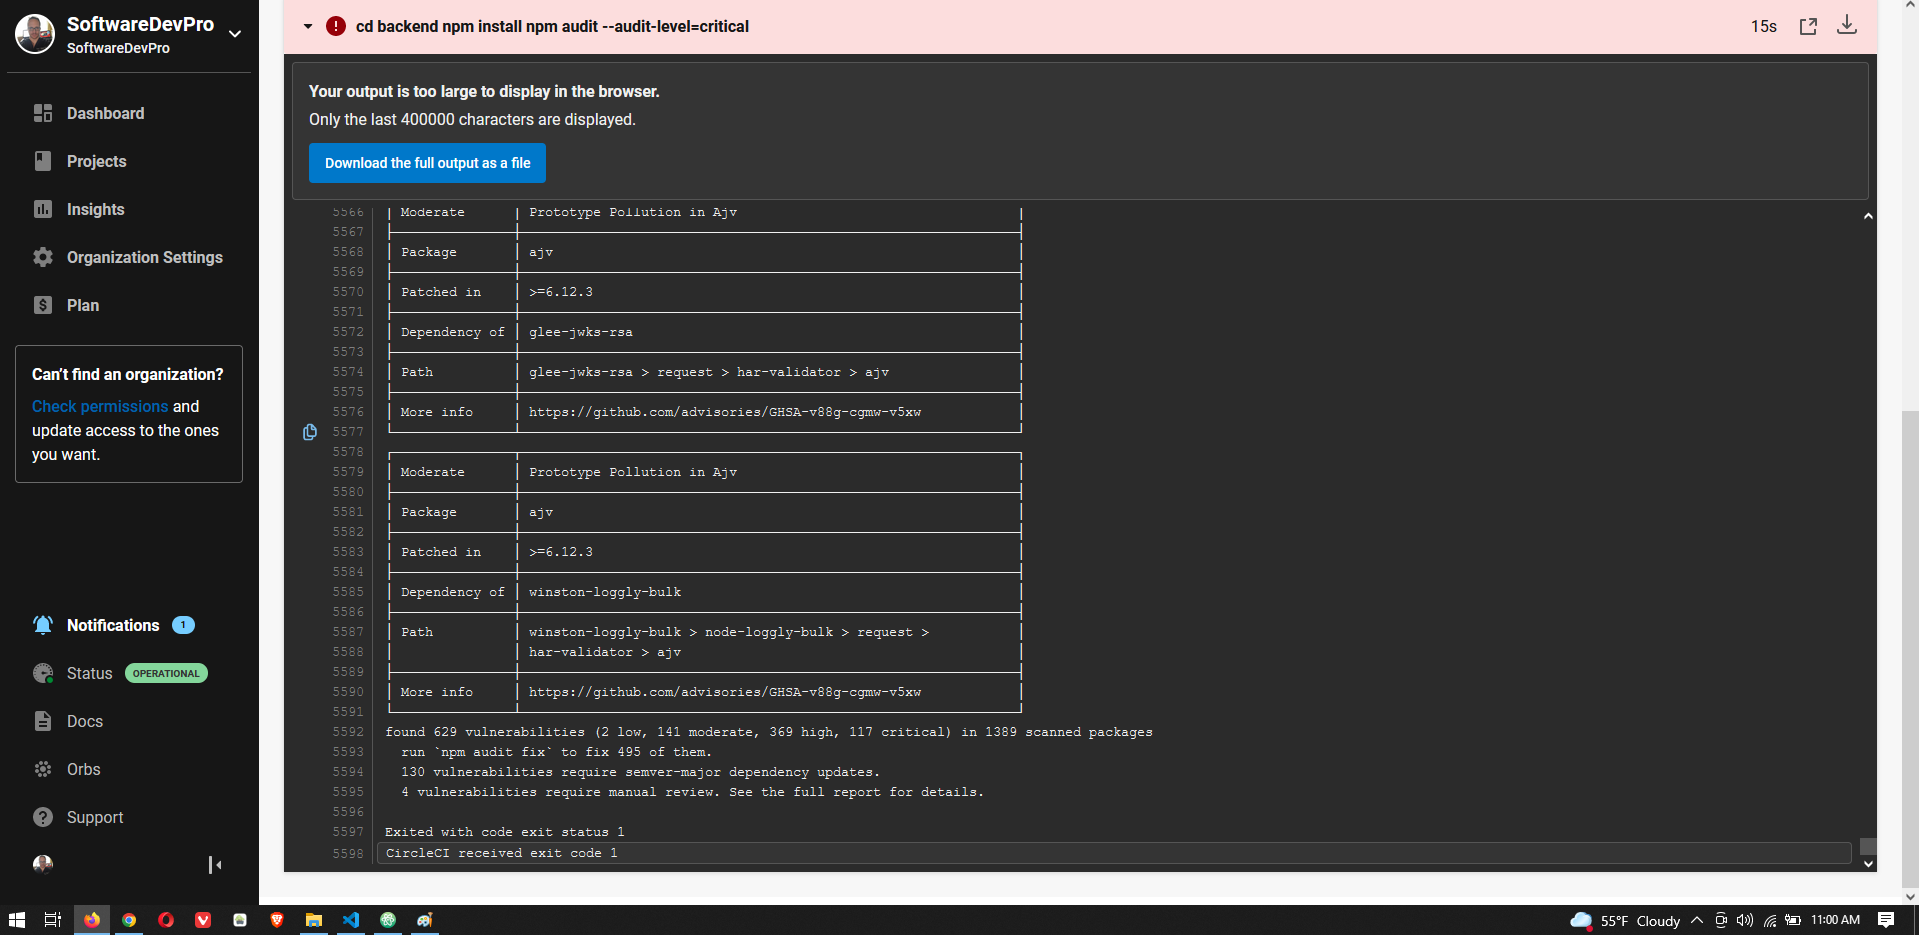 SoftwareDevPro
SoftwareDevPro
Dashboard
Projects
Insights
Organization Settings
Plan
Can't find an organization?
Check permissions and
update access to the ones
you want.
Notifications 1
Status OPERATIONAL
Docs
Orbs
Support
cd backend npm install npm audit --audit-level=critical 15s
Your output is too large to display in the browser.
Only the last 400000 characters are displayed.
Download the full output as a file
5566 Moderate Prototype Pollution in Ajv
5567
5568 Package ajv
5569
5570 Patched in >=6.12.3
5571
5572 Dependency of glee-jwks-rsa
5573
5574 Path glee-jwks-rsa > request > har-validator > ajv
5575
5576 More info https://github.com/advisories/GHSA-v88g-cgmw-v5xw
5577
5578
5579 Moderate Prototype Pollution in Ajv
5580
5581 Package ajv
5582
5583 Patched in >=6.12.3
5584
5585 Dependency of winston-loggly-bulk
5586
5587 Path winston-loggly-bulk > node-loggly-bulk > request >
5588 har-validator > ajv
5589
5590 More info https://github.com/advisories/GHSA-v88g-cgmw-v5xw
5591
5592 found 629 vulnerabilities (2 low, 141 moderate, 369 high, 117 critical) in 1389 scanned packages
5593 run `npm audit fix` to fix 495 of them.
5594 130 vulnerabilities require semver-major dependency updates.
5595 4 vulnerabilities require manual review. See the full report for details.
5596
5597 Exited with code exit status 1
5598 CircleCI received exit code 1
55°F Cloudy 11:00 AM